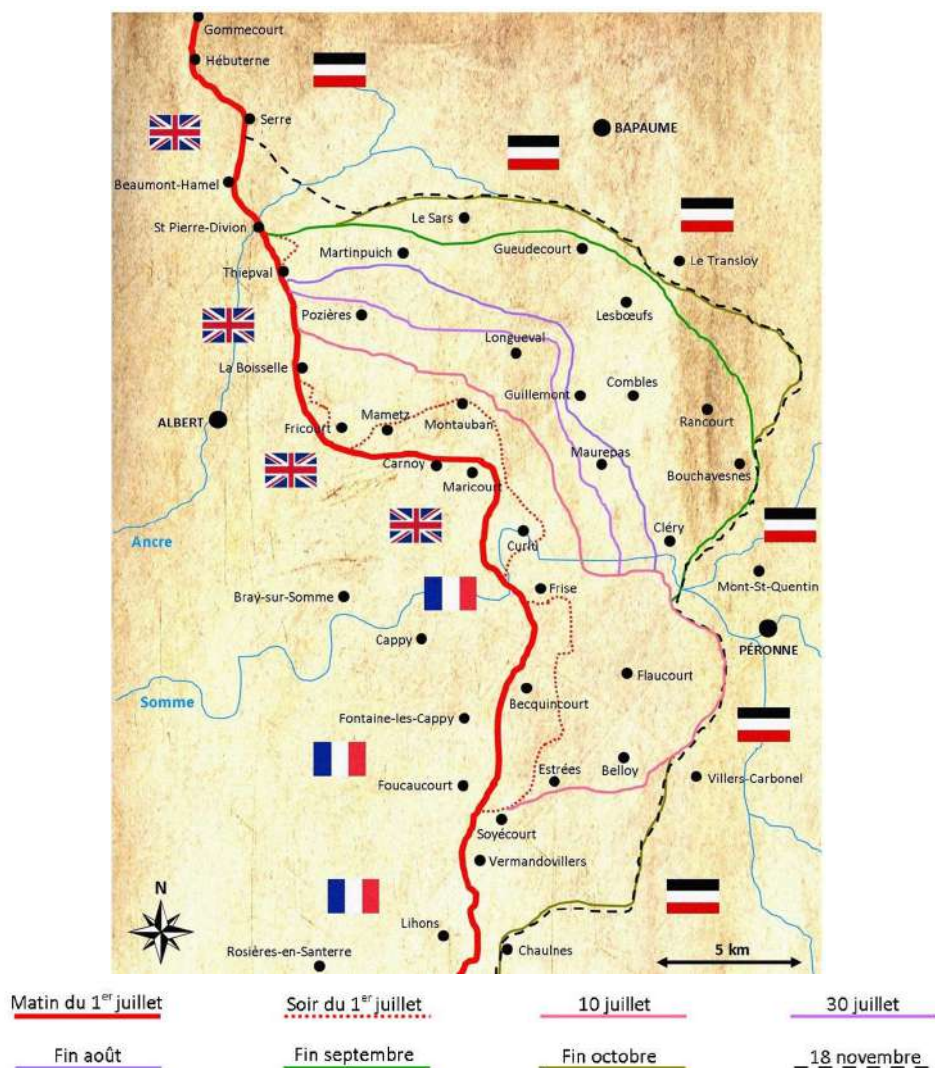 Gommecourt
Hébuterne
Serre
BAPAUME
Beaumont-Hamel
Le Sars
St Pierre-Divion
Gueudecourt
Martinpuich
Le Transloy
Thiepval
Lesbœufs
Pozières
Longueval
La Boisselle
Guillemont
Combles
ALBERT
Mametz
Rancourt
Fricourt
Montauban
Maurepas
Carnoy
Bouchavesnes
Maricourt
Cléry
Ancre
Curlu
Mont-St-Quentin
Frise
Bray-sur-Somme
Cappy
PÉRONNE
Flaucourt
Somme
Becquincourt
Fontaine-les-Cappy
Belloy
Estrées
Villers-Carbonel
Foucaucourt
Soyécourt
Vermandovillers
N
Lihons
5 km
Rosières-en-Santerre
Chaulnes
Matin du 1er juillet
Soir du 1er juillet
10 juillet
30 juillet
Fin août
Fin septembre
Fin octobre
18 novembre